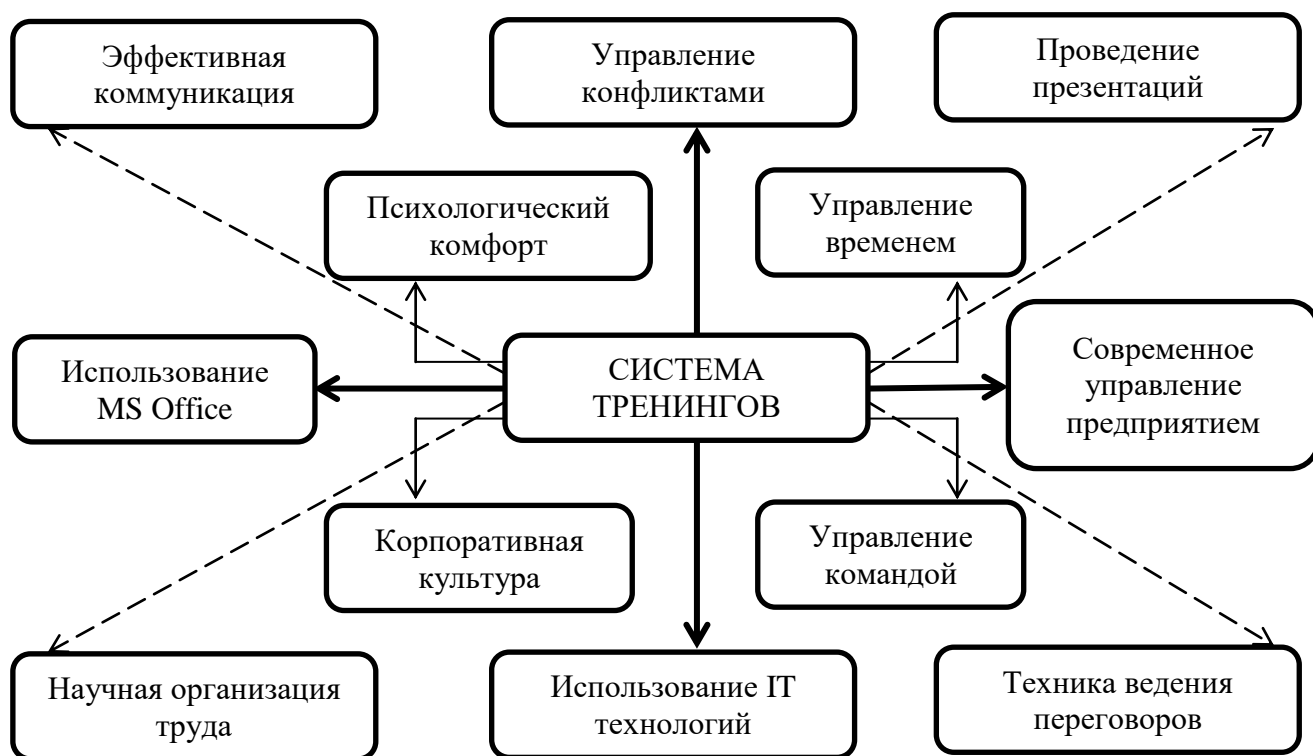 Эффективная
коммуникация
Управление
конфликтами
Проведение
презентаций
Психологический
комфорт
Управление
временем
Использование
MS Office
СИСТЕМА
ТРЕНИНГОВ
Современное
управление
предприятием
Корпоративная
культура
Управление
командой
Научная организация
труда
Использование IT
технологий
Техника ведения
переговоров